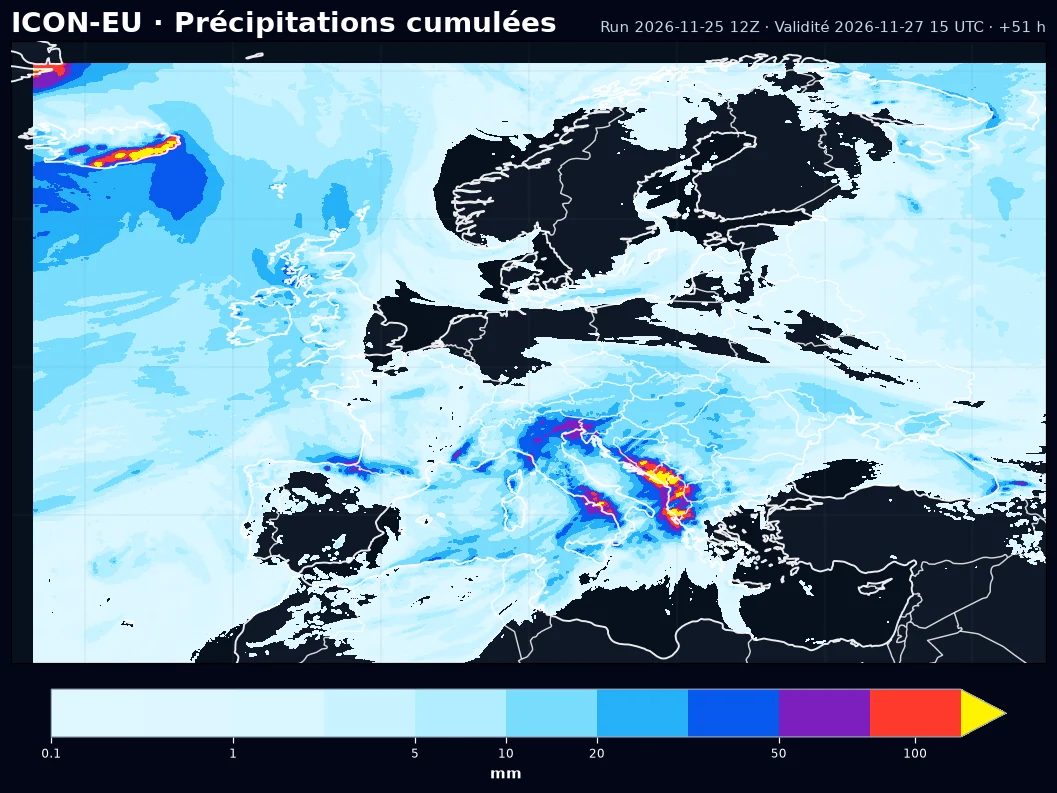 ICON-EU · Précipitations cumulées
Run 2026-11-25 12Z · Validité 2026-11-27 15 UTC · +51 h
0.1 1 5 10 20 50 100
mm